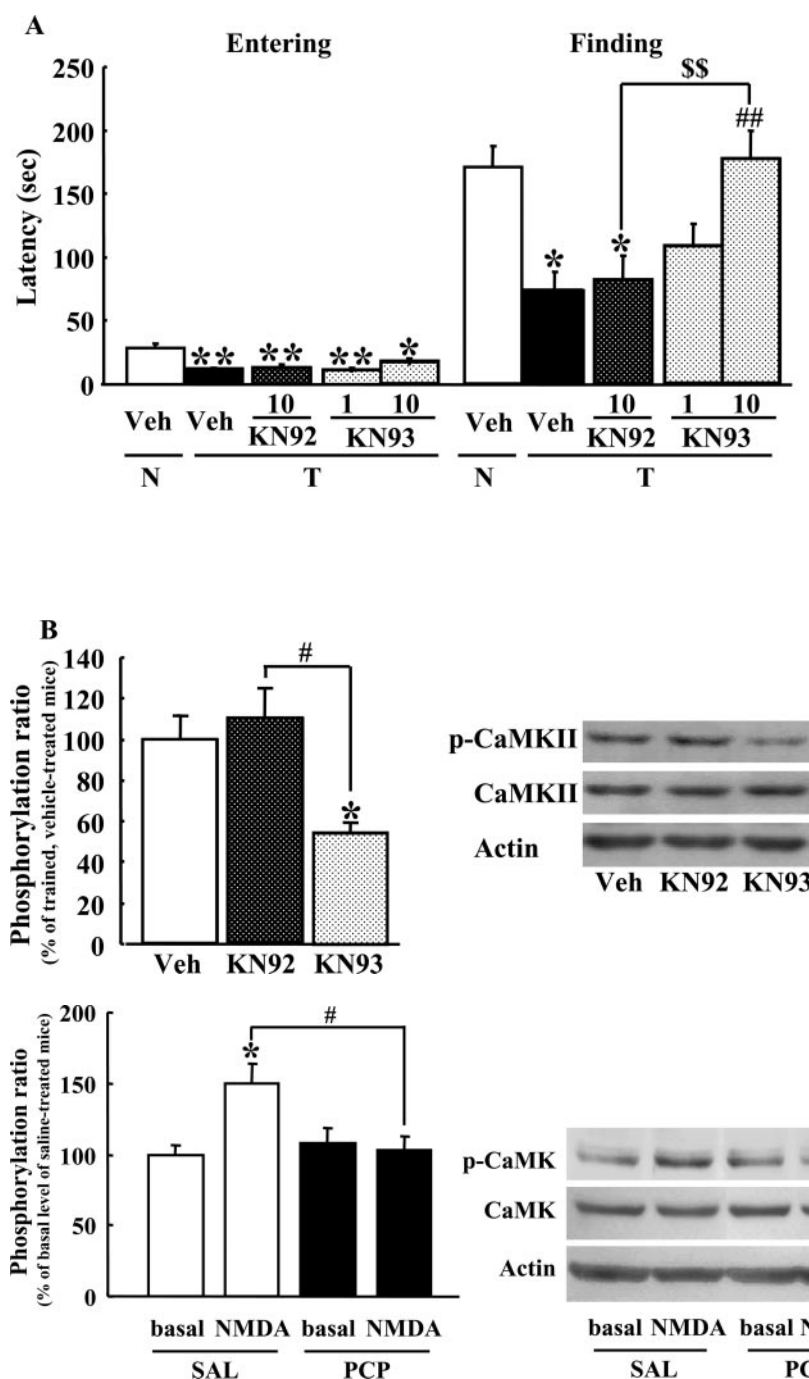 A
Entering Finding
250
200
150
100
50
0
Latency (sec)
$$
##
* *
** ** ** *
10 1 10 10 1 10
Veh Veh KN92 KN93 Veh Veh KN92 KN93
N T N T
B
140
120
100
80
60
40
20
0
Phosphorylation ratio
(% of trained, vehicle-treated mice)
#
*
Veh KN92 KN93
p-CaMKII
CaMKII
Actin
Veh KN92 KN93
200
150
100
50
0
Phosphorylation ratio
(% of basal level of saline-treated mice)
#
*
basal NMDA basal NMDA
SAL PCP
p-CaMK
CaMK
Actin
basal NMDA basal N
SAL PC